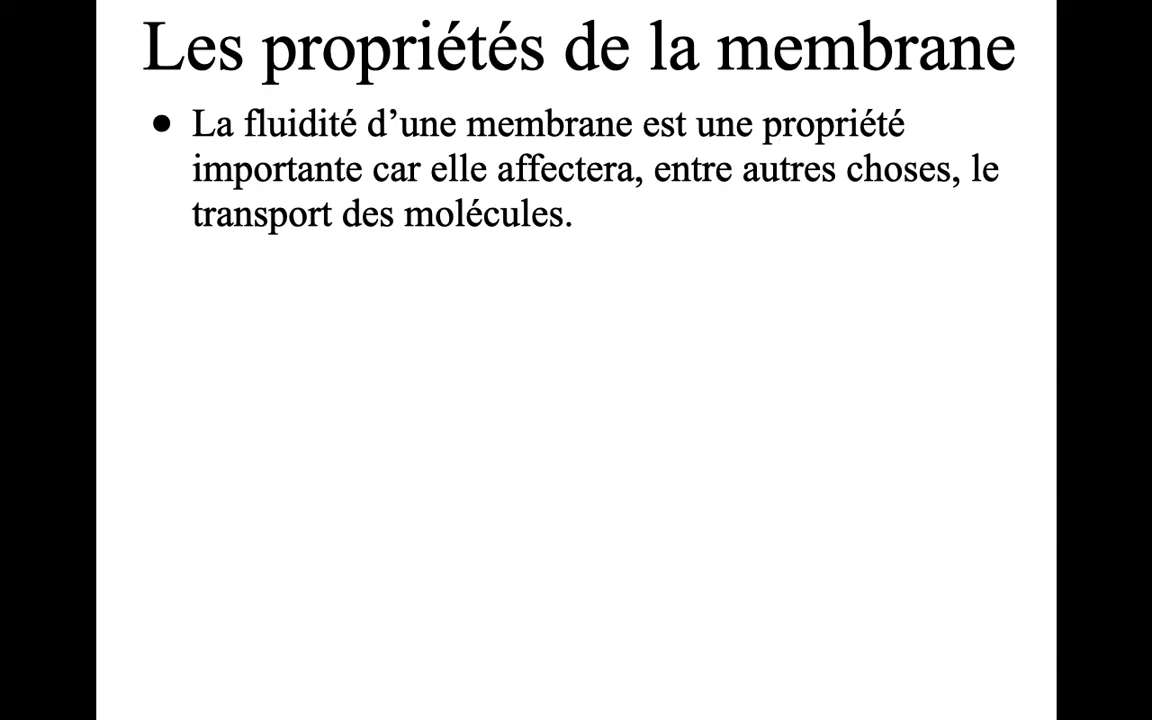 Les propriétés de la membrane
• La fluidité d’une membrane est une propriété
importante car elle affectera, entre autres choses, le
transport des molécules.